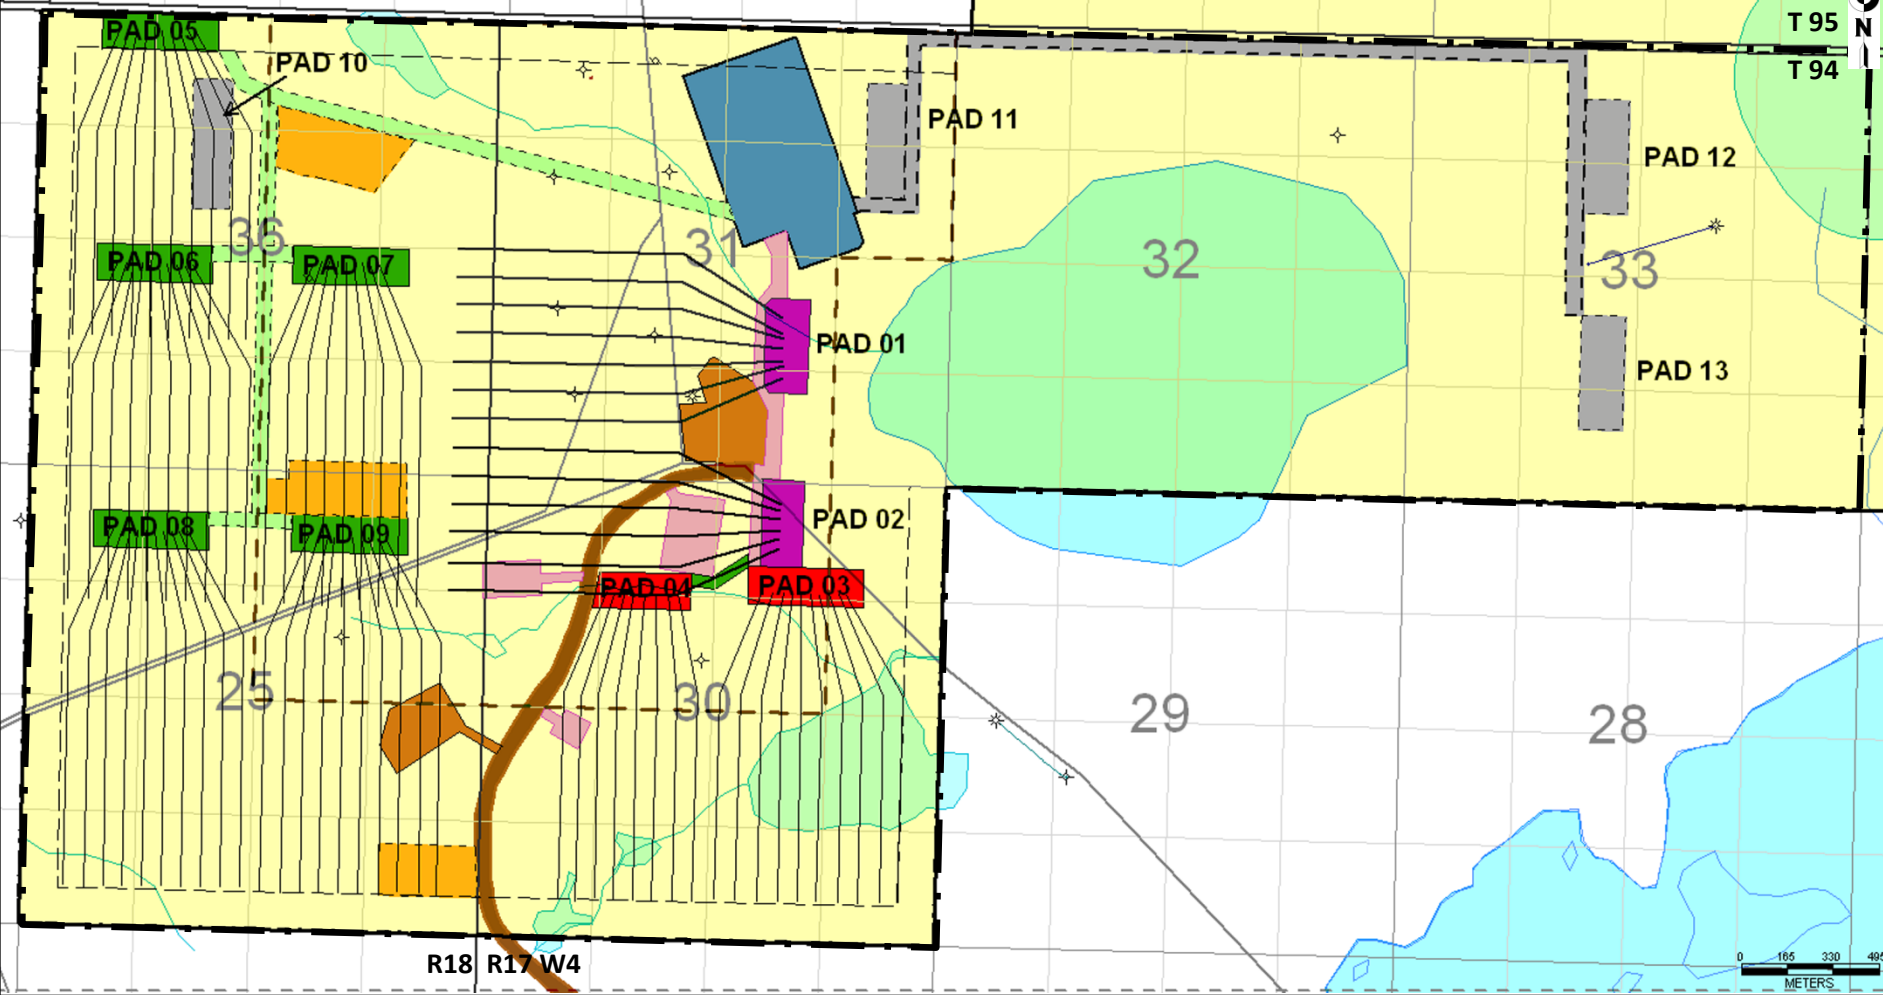 T 95
N
T 94
PAD 05
PAD 10
PAD 11
PAD 12
36
31
32
33
PAD 06
PAD 07
PAD 01
PAD 13
PAD 08
PAD 09
PAD 02
PAD 04
PAD 03
25
30
29
28
R18 R17 W4
0 165 330 495
METERS